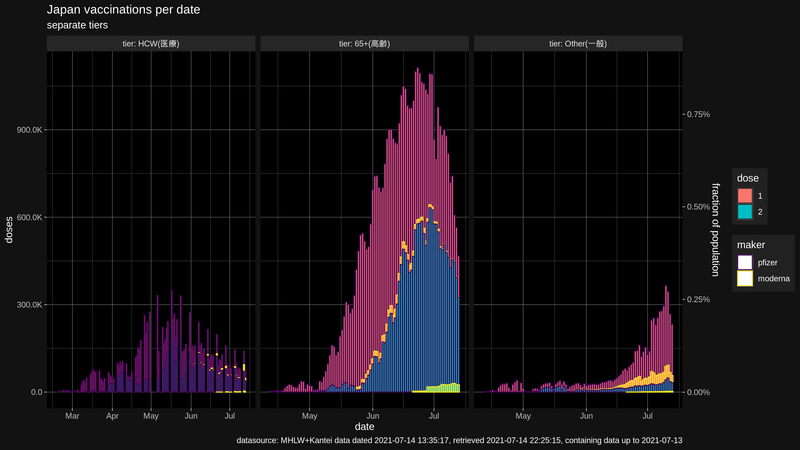 Japan vaccinations per date
separate tiers
tier: HCW(医療)
tier: 65+(高齢)
tier: Other(一般)
900.0K
600.0K
300.0K
0.0
doses
0.75%
0.50%
0.25%
0.00%
fraction of population
Mar
Apr
May
Jun
Jul
May
Jun
Jul
May
Jun
Jul
date
dose
1
2
maker
pfizer
moderna
datasource: MHLW+Kantei data dated 2021-07-14 13:35:17, retrieved 2021-07-14 22:25:15, containing data up to 2021-07-13